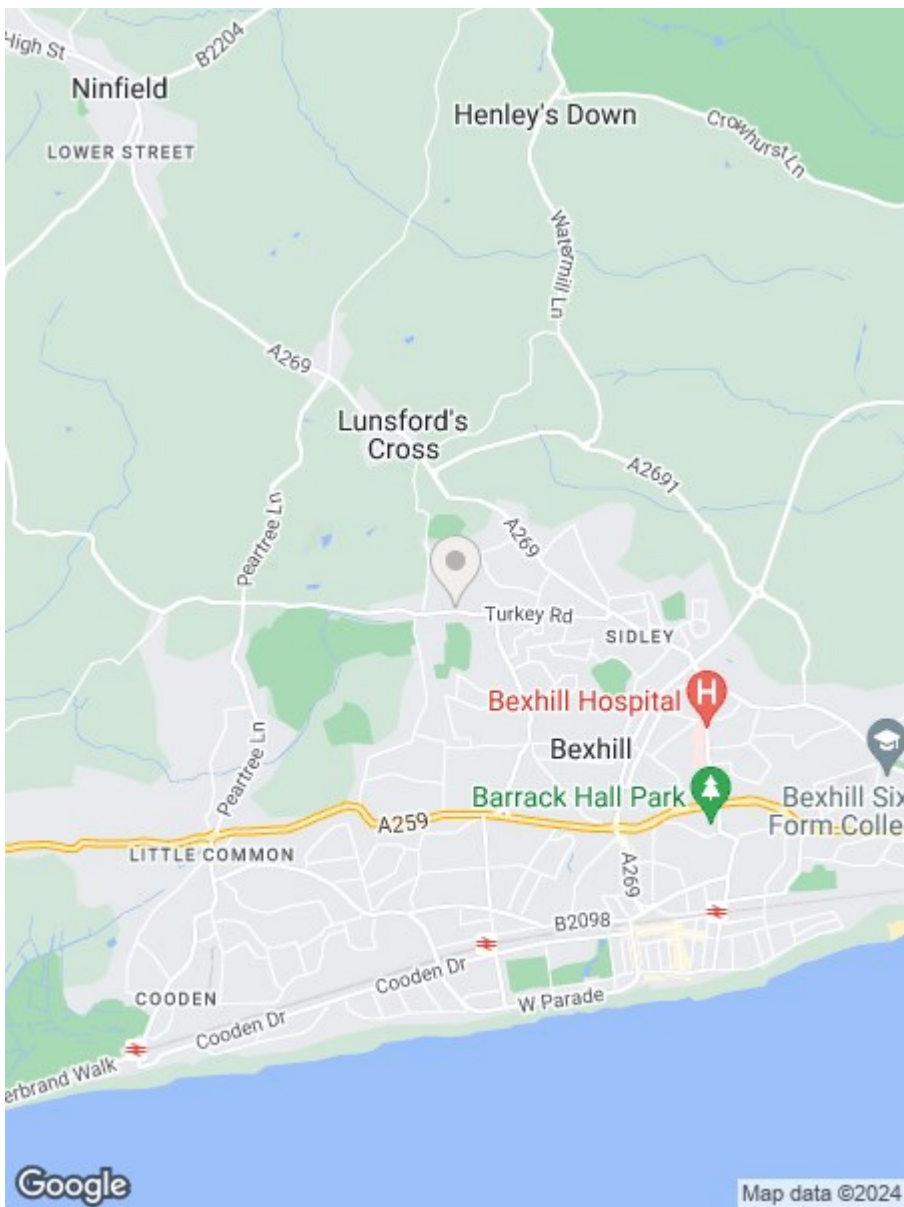 High St
B2204
Ninfield
LOWER STREET
Henley's Down
Crowhurst Ln
Watermill Ln
A269
Lunsford's
Cross
A2691
Peartree Ln
A269
Turkey Rd
SIDLEY
Bexhill Hospital
H
Bexhill
Peartree Ln
Barrack Hall Park
Bexhill Six
Form Colle
A259
LITTLE COMMON
A269
B2098
Cooden Dr
COODEN
W Parade
Cooden Dr
erbrand Walk
Google
Map data ©2024